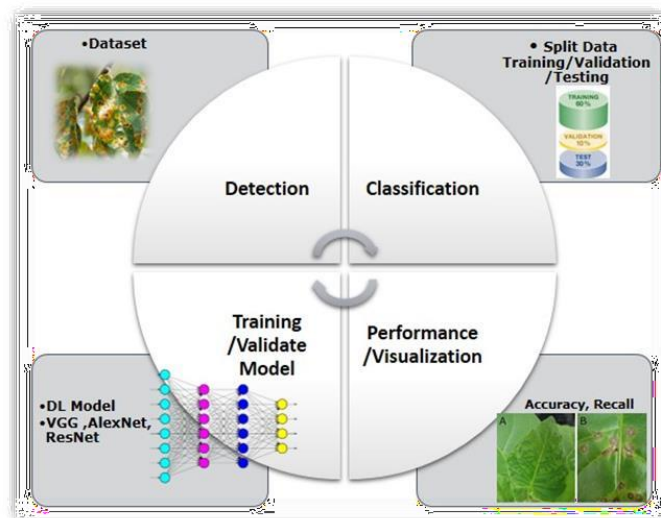 •Dataset
• Split Data
Training/Validation
/Testing
TRAINING
60%
VALIDATION
10%
TEST
30%
Detection
Classification
Training
/Validate
Model
Performance
/Visualization
•DL Model
•VGG ,AlexNet,
ResNet
Accuracy, Recall
A
B